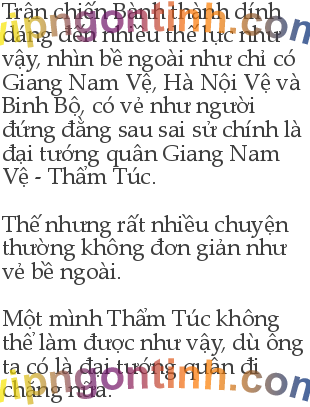 Trận chiến Bành thành dính
dáng đến nhiều thế lực như
vậy, nhìn bề ngoài như chỉ có
Giang Nam Vệ, Hà Nội Vệ và
Binh Bộ, có vẻ như người
đứng đằng sau sai sử chính là
đại tướng quân Giang Nam
Vệ - Thẩm Túc.
Thế nhưng rất nhiều chuyện
thường không đơn giản như
vẻ bề ngoài.
Một mình Thẩm Túc không
thể làm được như vậy, dù ông
ta có là đại tướng quân đi
chăng nữa.
vipngontinh.com
vipngontinh.com